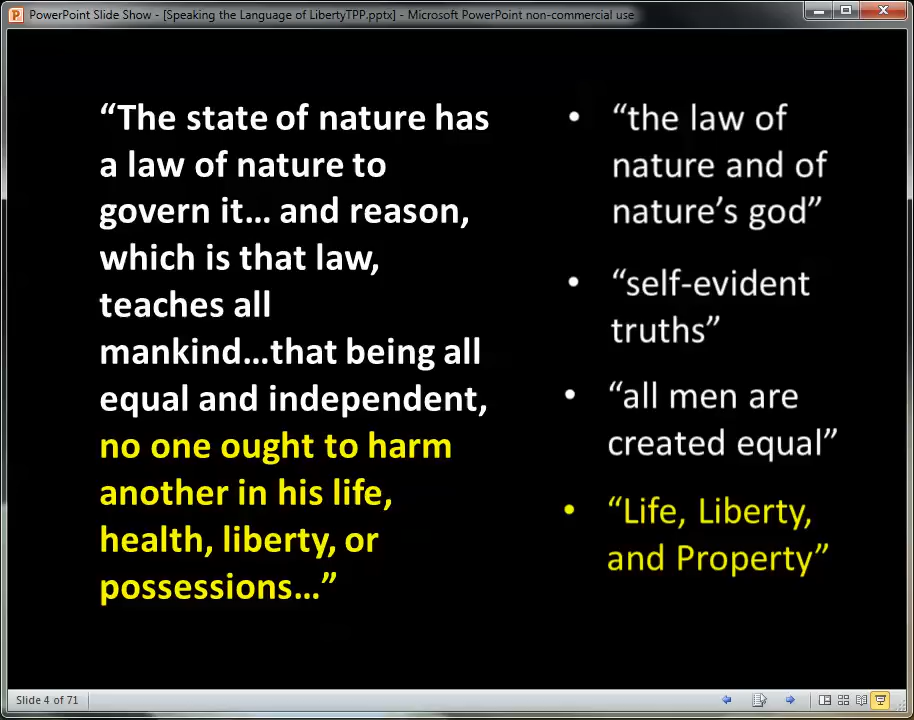 PowerPoint Slide Show - [Speaking the Language of LibertyTPP.pptx] - Microsoft PowerPoint non-commercial use
“The state of nature has
a law of nature to
govern it… and reason,
which is that law,
teaches all
mankind…that being all
equal and independent,
no one ought to harm
another in his life,
health, liberty, or
possessions…”
• “the law of
nature and of
nature’s god”
• “self-evident
truths”
• “all men are
created equal”
• “Life, Liberty,
and Property”
Slide 4 of 71